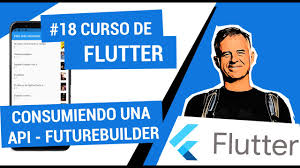 #18 CURSO DE
FLUTTER
CONSUMIENDO UNA
API - FUTUREBUILDER
Flutter